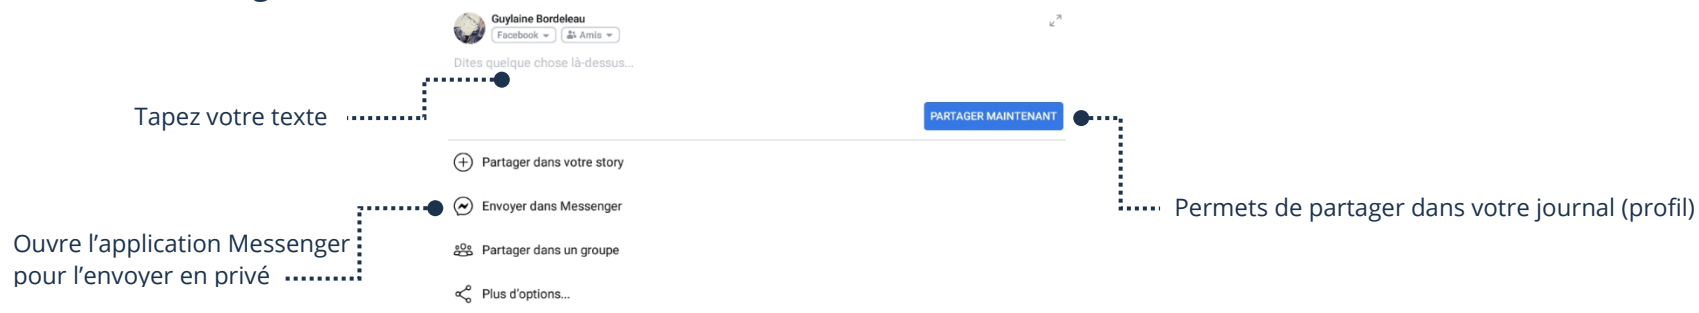 Guylaine Bordeleau
Facebook
Amis
Dites quelque chose là-dessus...
Tapez votre texte
PARTAGER MAINTENANT
Partager dans votre story
Envoyer dans Messenger
Permets de partager dans votre journal (profil)
Ouvre l’application Messenger
pour l’envoyer en privé
Partager dans un groupe
Plus d'options...